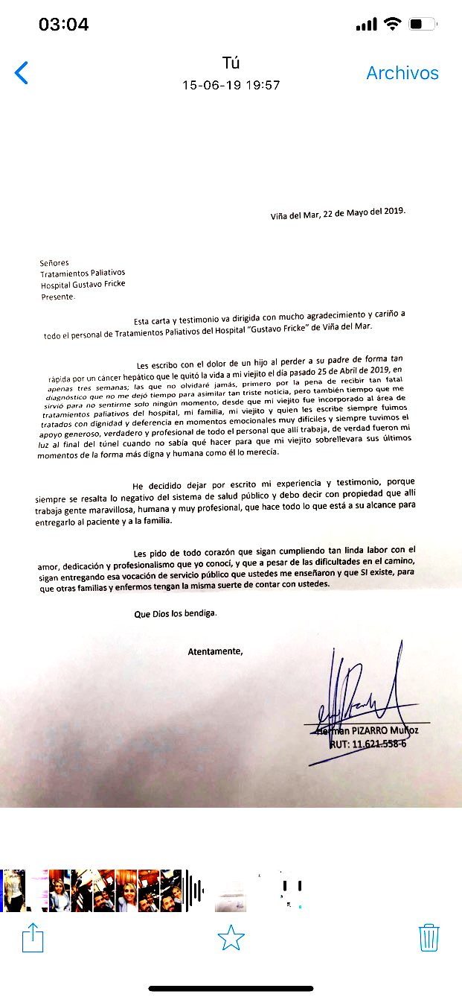 03:04
Tú
15-06-19 19:57
Archivos
Viña del Mar, 22 de Mayo del 2019.
Señores
Tratamientos Paliativos
Hospital Gustavo Fricke
Presente.
Esta carta y testimonio va dirigida con mucho agradecimiento y cariño a
todo el personal de Tratamientos Paliativos del Hospital “Gustavo Fricke” de Viña del Mar.
Les escribo con el dolor de un hijo al perder a su padre de forma tan
rápida por un cáncer hepático que le quitó la vida a mi viejito el día pasado 25 de Abril de 2019, en
apenas tres semanas; las que no olvidaré jamás, primero por la pena de recibir tan fatal
diagnóstico que no me dejó tiempo para asimilar tan triste noticia, pero también tiempo que me
sirvió para no sentirme solo ningún momento, desde que mi viejito fue incorporado al área de
tratamientos paliativos del hospital, mi familia, mi viejito y quien les escribe siempre fuimos
tratados con dignidad y deferencia en momentos emocionales muy difíciles y siempre tuvimos el
apoyo generoso, verdadero y profesional de todo el personal que allí trabaja, de verdad fueron mi
luz al final del túnel cuando no sabía qué hacer para que mi viejito sobrellevara sus últimos
momentos de la forma más digna y humana como él lo merecía.
He decidido dejar por escrito mi experiencia y testimonio, porque
siempre se resalta lo negativo del sistema de salud público y debo decir con propiedad que allí
trabaja gente maravillosa, humana y muy profesional, que hace todo lo que está a su alcance para
entregarlo al paciente y a la familia.
Les pido de todo corazón que sigan cumpliendo tan linda labor con el
amor, dedicación y profesionalismo que yo conocí, y que a pesar de las dificultades en el camino,
sigan entregando esa vocación de servicio público que ustedes me enseñaron y que SI existe, para
que otras familias y enfermos tengan la misma suerte de contar con ustedes.
Que Dios los bendiga.
Atentamente,
Herman PIZARRO Muñoz
RUT: 11.621.558-6